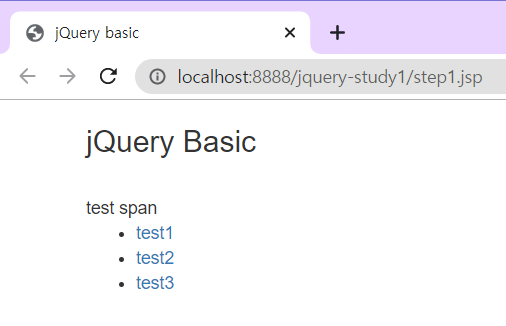 jQuery basic
localhost:8888/jquery-study1/step1.jsp
jQuery Basic
test span
test1
test2
test3